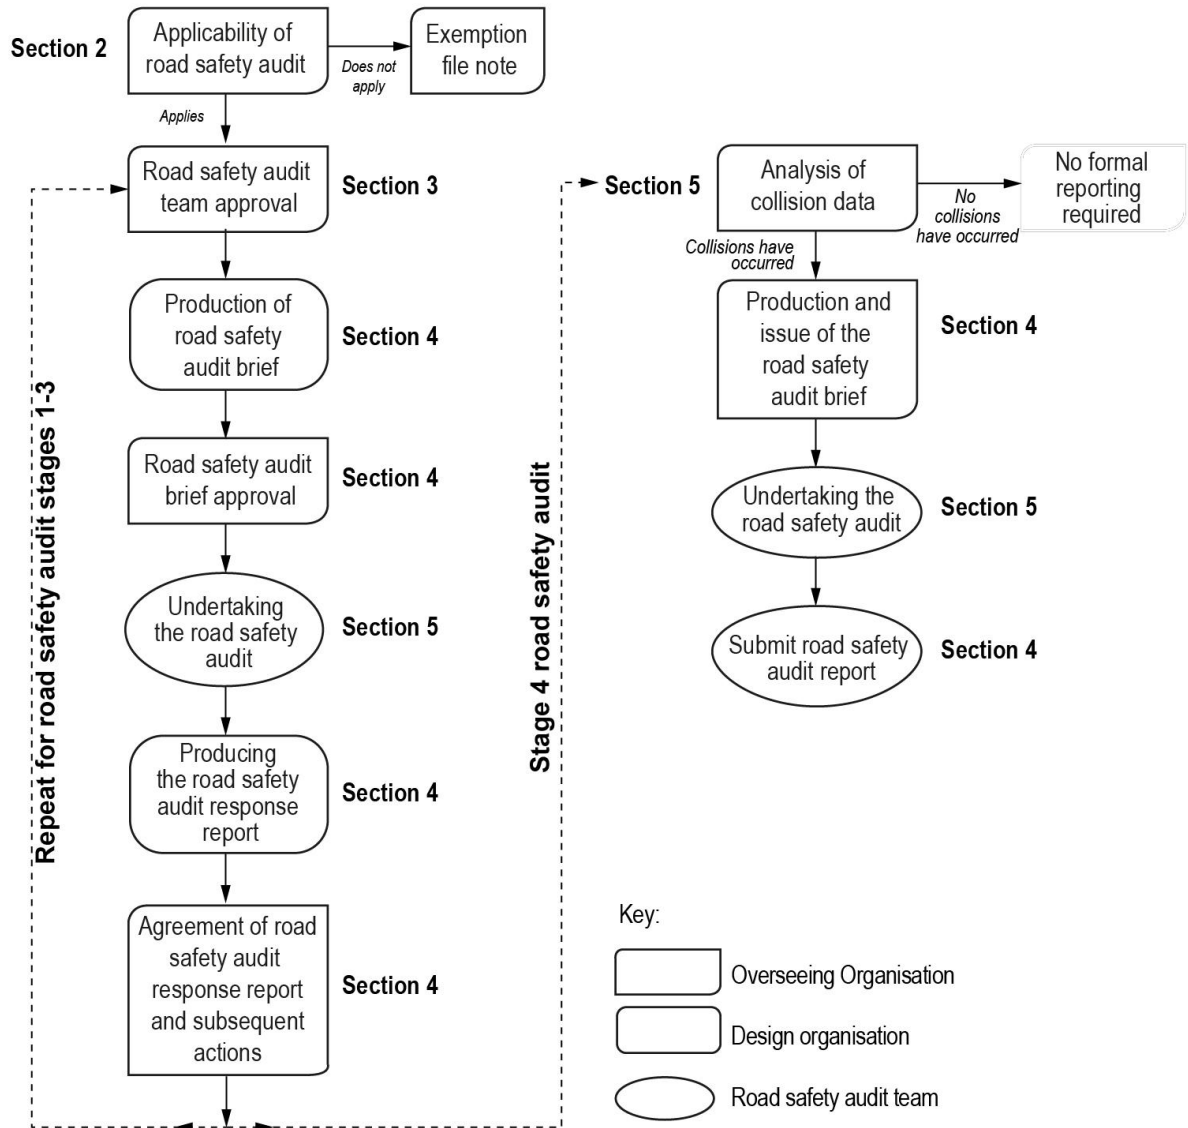 Section 2
Applicability of
road safety audit
Does not
apply
Exemption
file note
Applies
Road safety audit
team approval
Section 3
Production of
road safety
audit brief
Section 4
Road safety audit
brief approval
Section 4
Undertaking
the road safety
audit
Section 5
Producing
the road safety
audit response
report
Section 4
Agreement of road
safety audit
response report
and subsequent
actions
Section 4
Repeat for road safety audit stages 1-3
Stage 4 road safety audit
Section 5
Analysis of
collision data
No
collisions
have occurred
No formal
reporting
required
Collisions have
occurred
Production and
issue of the
road safety
audit brief
Section 4
Undertaking the
road safety audit
Section 5
Submit road safety
audit report
Section 4
Key:
Overseeing Organisation
Design organisation
Road safety audit team